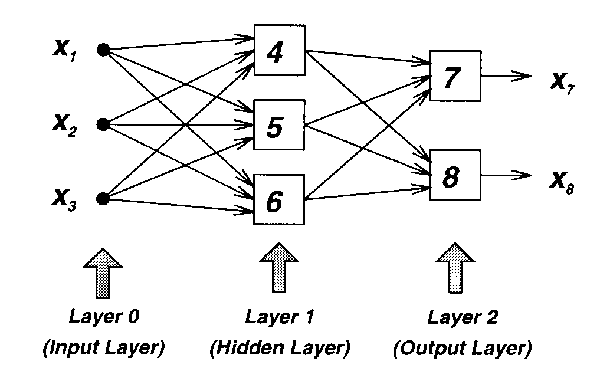 x1
x2
x3
4
5
6
7
8
x7
x8
Layer 0
(Input Layer)
Layer 1
(Hidden Layer)
Layer 2
(Output Layer)